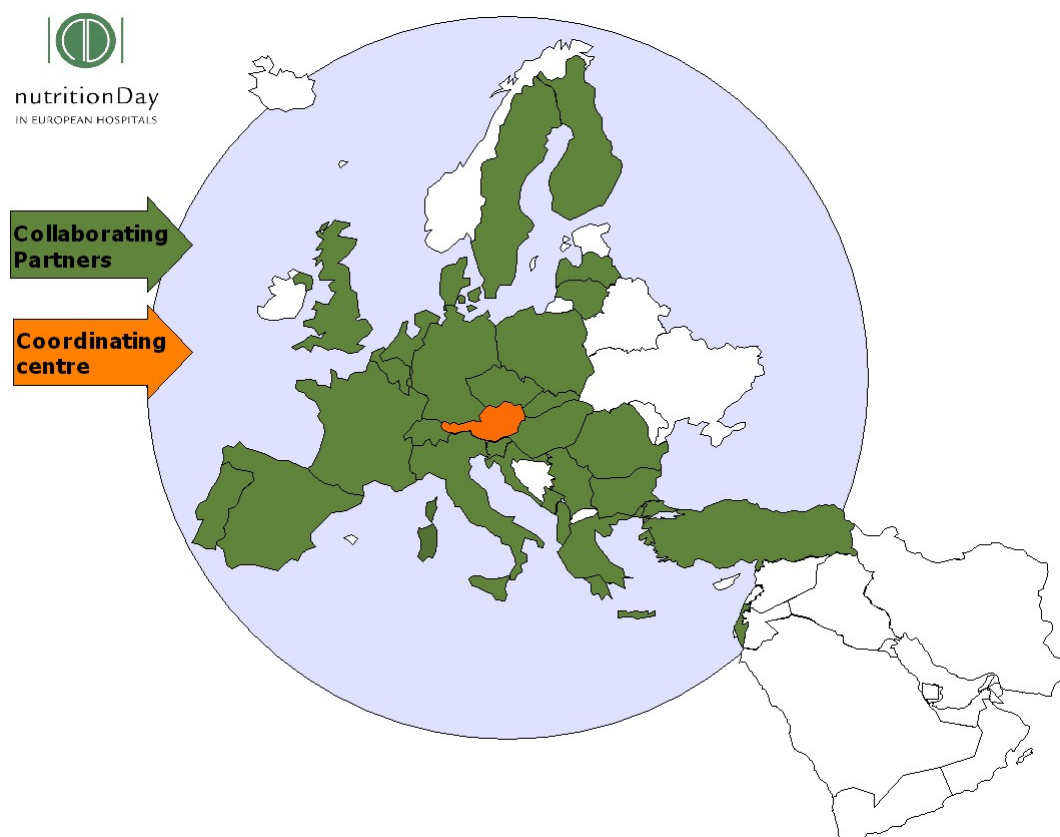 nutritionDay
IN EUROPEAN HOSPITALS
Collaborating
Partners
Coordinating
centre